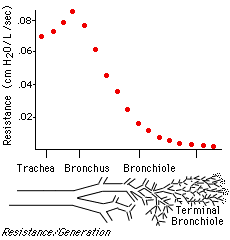 Resistance (cm H2O/L/sec)
.08
.06
.04
.02
Trachea Bronchus Bronchiole
Terminal
Bronchiole
Resistance:Generation